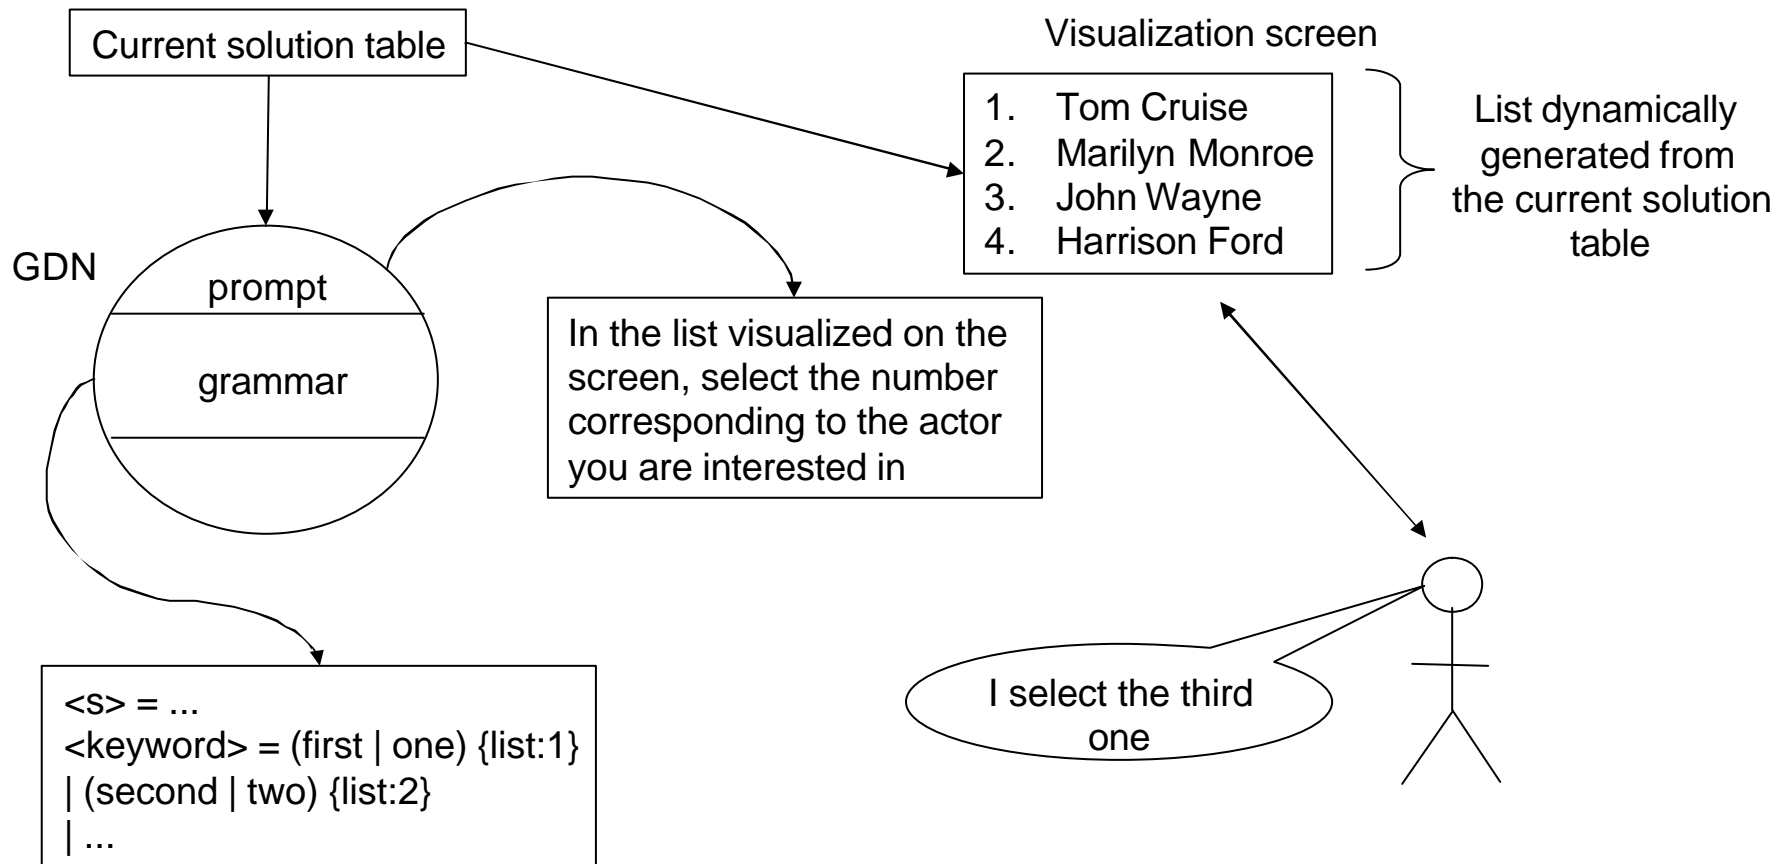 Current solution table
Visualization screen
1. Tom Cruise
2. Marilyn Monroe
3. John Wayne
4. Harrison Ford
List dynamically
generated from
the current solution
table
GDN
prompt
grammar
In the list visualized on the
screen, select the number
corresponding to the actor
you are interested in
I select the third
one
<s> = ...
<keyword> = (first | one) {list:1}
| (second | two) {list:2}
| ...